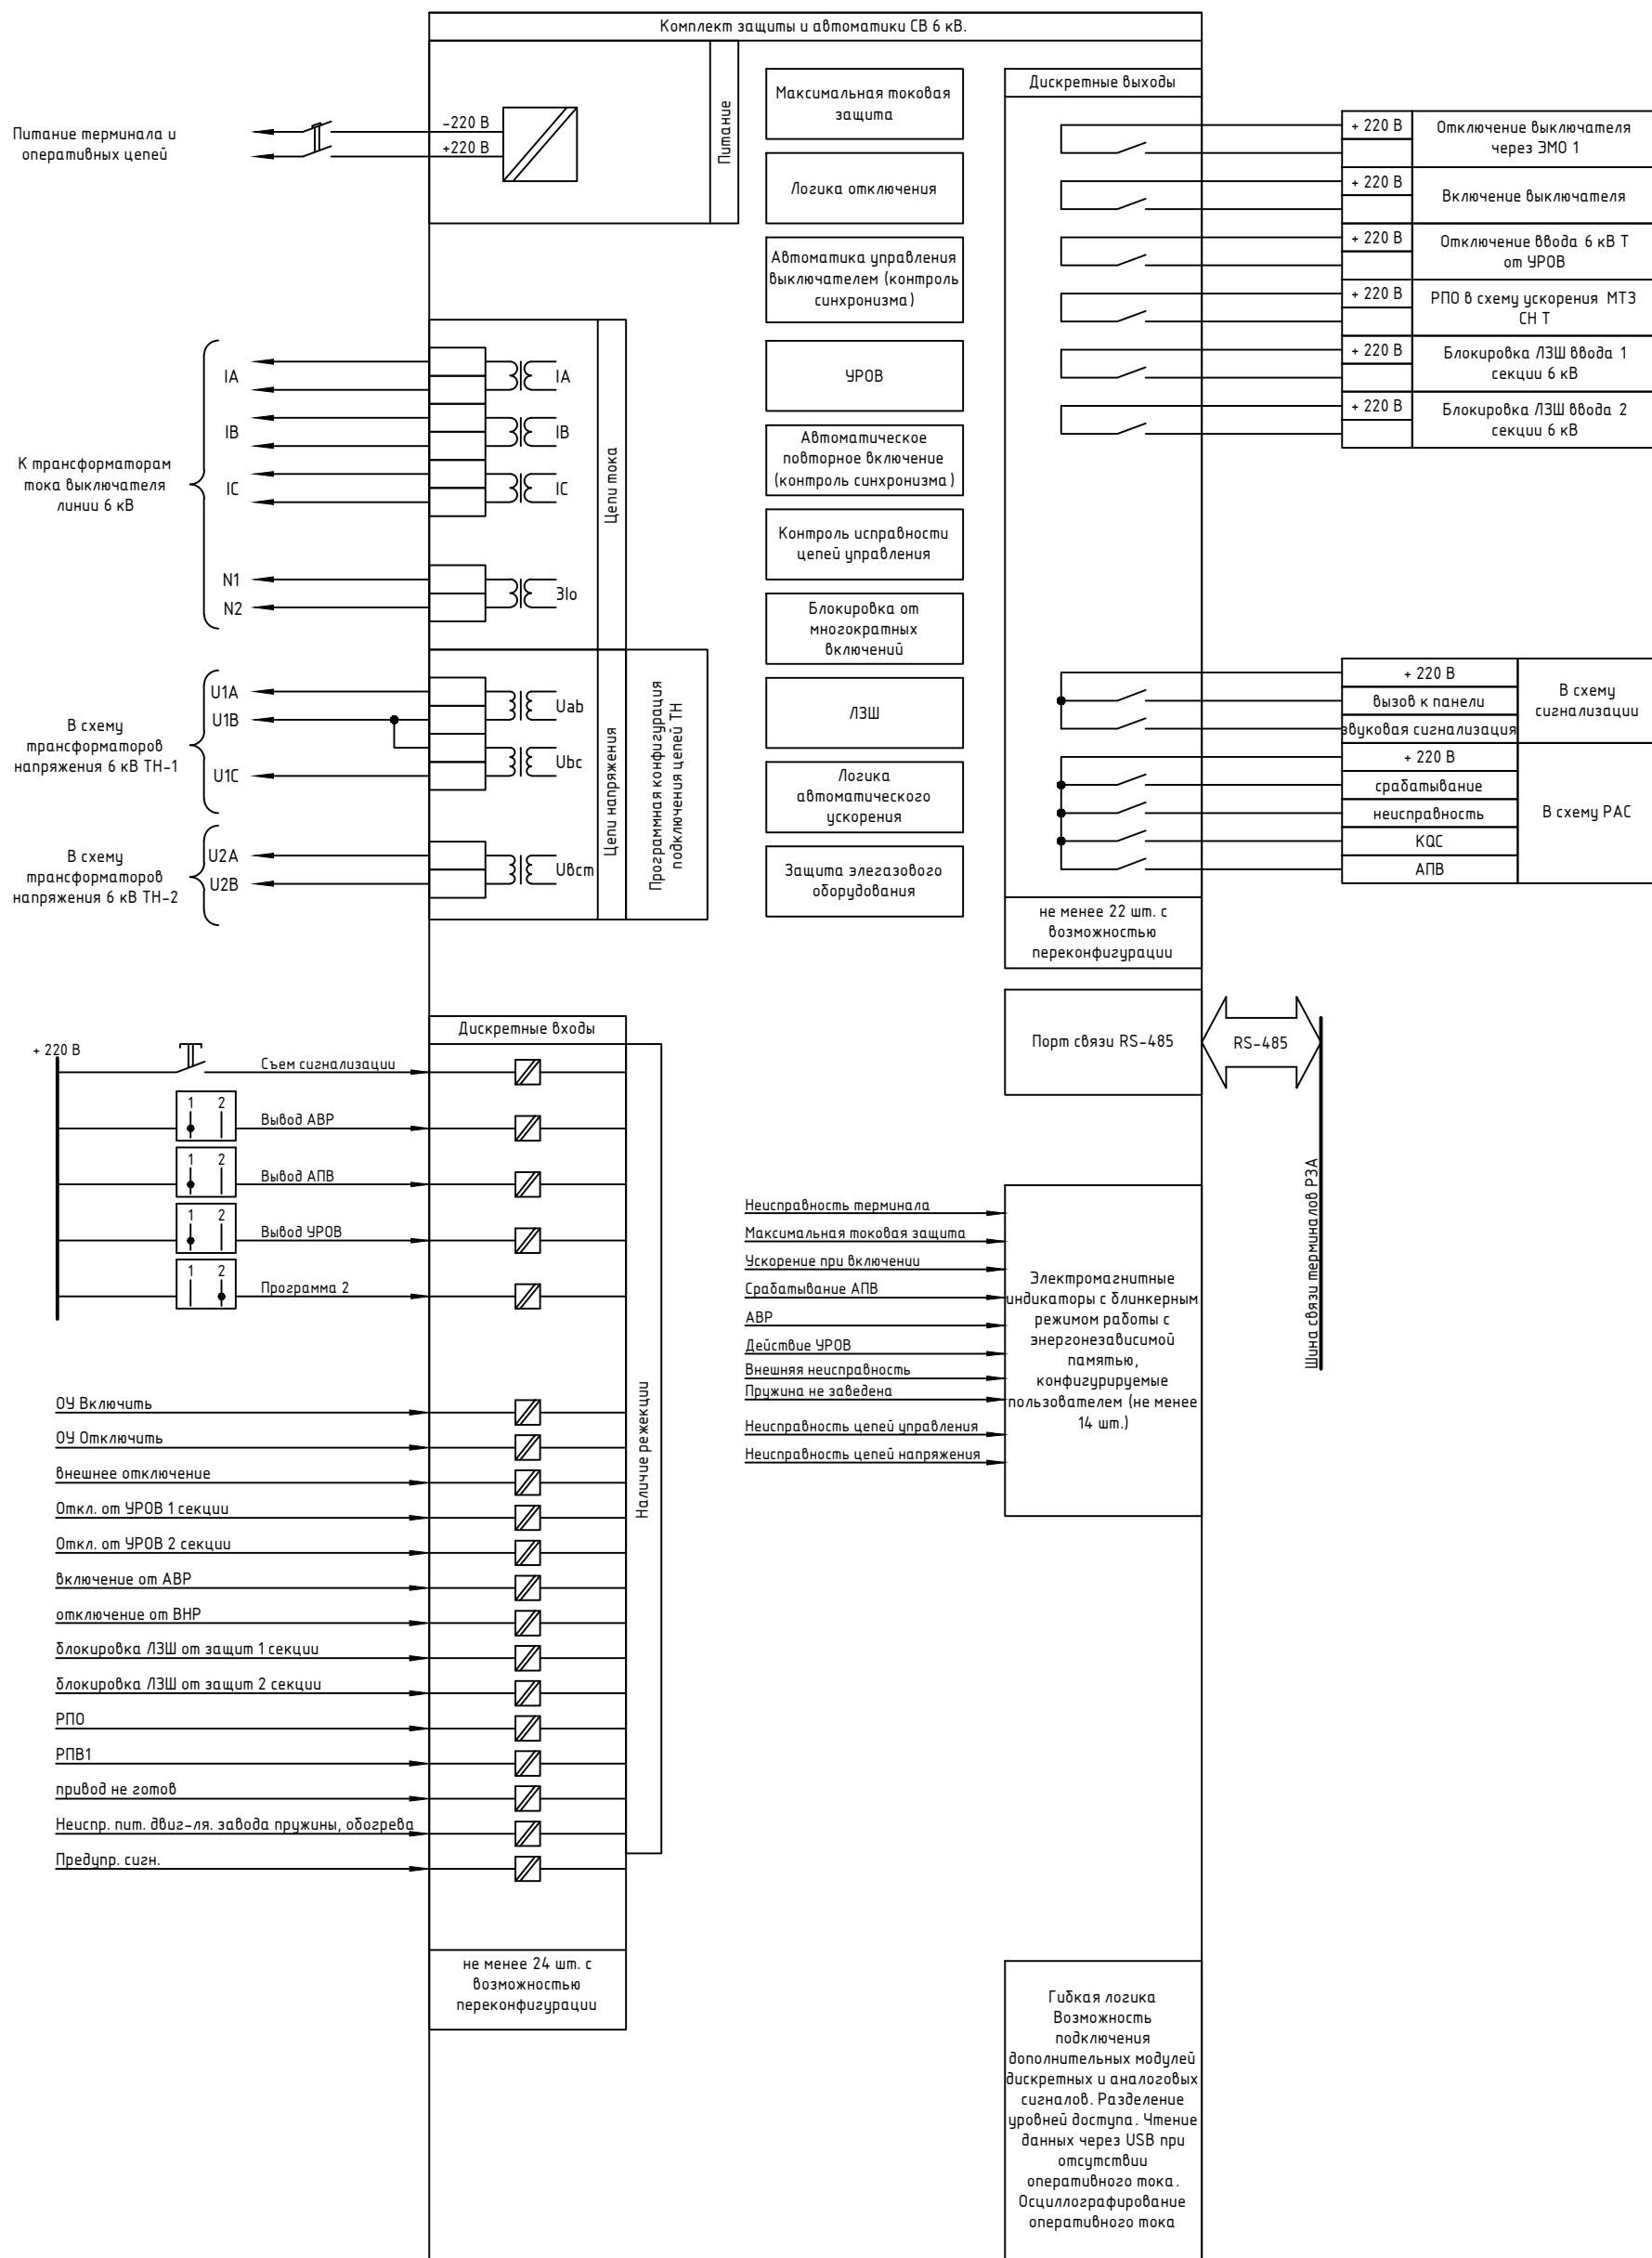 Комплект защиты и автоматики СВ 6 кВ.
Питание терминала и
оперативных цепей
-220 В
+220 В
Питание
К трансформаторам
тока выключателя
линии 6 кВ
IA
IB
IC
N1
N2
IA
IB
IC
3Iо
Цепи тока
В схему
трансформаторов
напряжения 6 кВ ТН-1
U1A
U1B
U1C
В схему
трансформаторов
напряжения 6 кВ ТН-2
U2A
U2B
Uab
Ubc
Uвст
Цепи напряжения
Программная конфигурация
подключения цепей ТН
Максимальная токовая
защита
Логика отключения
Автоматика управления
выключателем (контроль
синхронизма)
УРОВ
Автоматическое
повторное включение
(контроль синхронизма)
Контроль исправности
цепей управления
Блокировка от
многократных
включений
ЛЗШ
Логика
автоматического
ускорения
Защита элегазового
оборудования
Дискретные выходы
+ 220 В
Отключение выключателя
через ЭМО 1
+ 220 В
Включение выключателя
+ 220 В
Отключение ввода 6 кВ Т
от УРОВ
+ 220 В
РПО в схему ускорения МТЗ
СН Т
+ 220 В
Блокировка ЛЗШ ввода 1
секции 6 кВ
+ 220 В
Блокировка ЛЗШ ввода 2
секции 6 кВ
+ 220 В
вызов к панели
звуковая сигнализация
В схему
сигнализации
+ 220 В
срабатывание
неисправность
KQC
АПВ
В схему РАС
не менее 22 шт. с
возможностью
переконфигурации
Порт связи RS-485
RS-485
Шина связи терминалов РЗА
Дискретные входы
+ 220 В
Съем сигнализации
1 2
Вывод АВР
1 2
Вывод АПВ
1 2
Вывод УРОВ
1 2
Программа 2
ОУ Включить
ОУ Отключить
внешнее отключение
Откл. от УРОВ 1 секции
Откл. от УРОВ 2 секции
включение от АВР
отключение от ВНР
блокировка ЛЗШ от защит 1 секции
блокировка ЛЗШ от защит 2 секции
РПО
РПВ1
привод не готов
Неиспр. пит. двиг-ля. завода пружины, обогрева
Предупр. сигн.
Наличие режекции
не менее 24 шт. с
возможностью
переконфигурации
Неисправность терминала
Максимальная токовая защита
Ускорение при включении
Срабатывание АПВ
АВР
Действие УРОВ
Внешняя неисправность
Пружина не заведена
Неисправность цепей управления
Неисправность цепей напряжения
Электромагнитные
индикаторы с блинкерным
режимом работы с
энергонезависимой
памятью,
конфигурируемые
пользователем (не менее
14 шт.)
Гибкая логика
Возможность
подключения
дополнительных модулей
дискретных и аналоговых
сигналов. Разделение
уровней доступа. Чтение
данных через USB при
отсутствии
оперативного тока.
Осциллографирование
оперативного тока